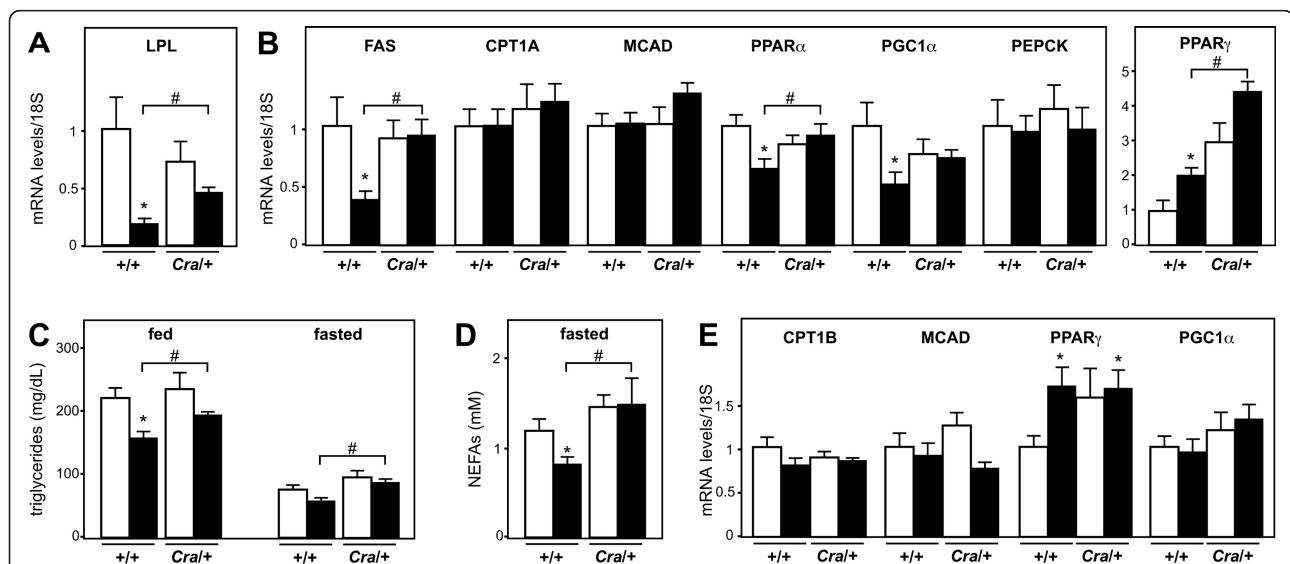 A
LPL
mRNA levels/18S
1
0.5
0
#
*
+/+ Cra/+
B
FAS CPT1A MCAD PPARα PGC1α PEPCK
mRNA levels/18S
1
0.5
0
# #
* * *
+/+ Cra/+ +/+ Cra/+ +/+ Cra/+ +/+ Cra/+ +/+ Cra/+ +/+ Cra/+
PPARγ
5
4
3
2
1
0
#
*
+/+ Cra/+
C
fed fasted
triglycerides (mg/dL)
300
200
100
0
# #
*
+/+ Cra/+ +/+ Cra/+
D
fasted
NEFAs (mM)
2
1
0
#
*
+/+ Cra/+
E
CPT1B MCAD PPARγ PGC1α
mRNA levels/18S
1.5
1
0.5
0
* *
+/+ Cra/+ +/+ Cra/+ +/+ Cra/+ +/+ Cra/+